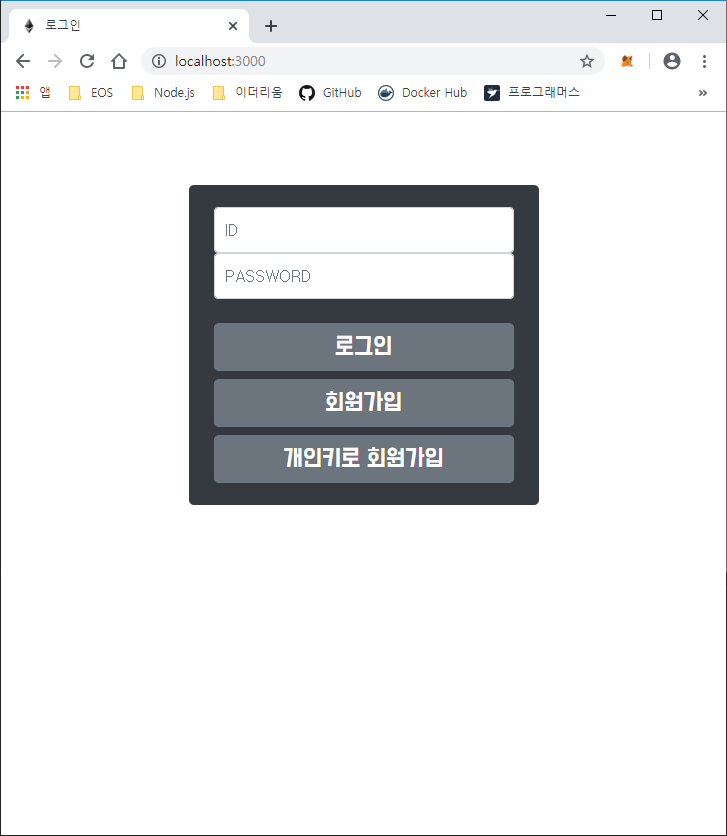 로그인
localhost:3000
앱 EOS Node.js 이더리움 GitHub Docker Hub 프로그래머스 »
ID
PASSWORD
로그인
회원가입
개인키로 회원가입